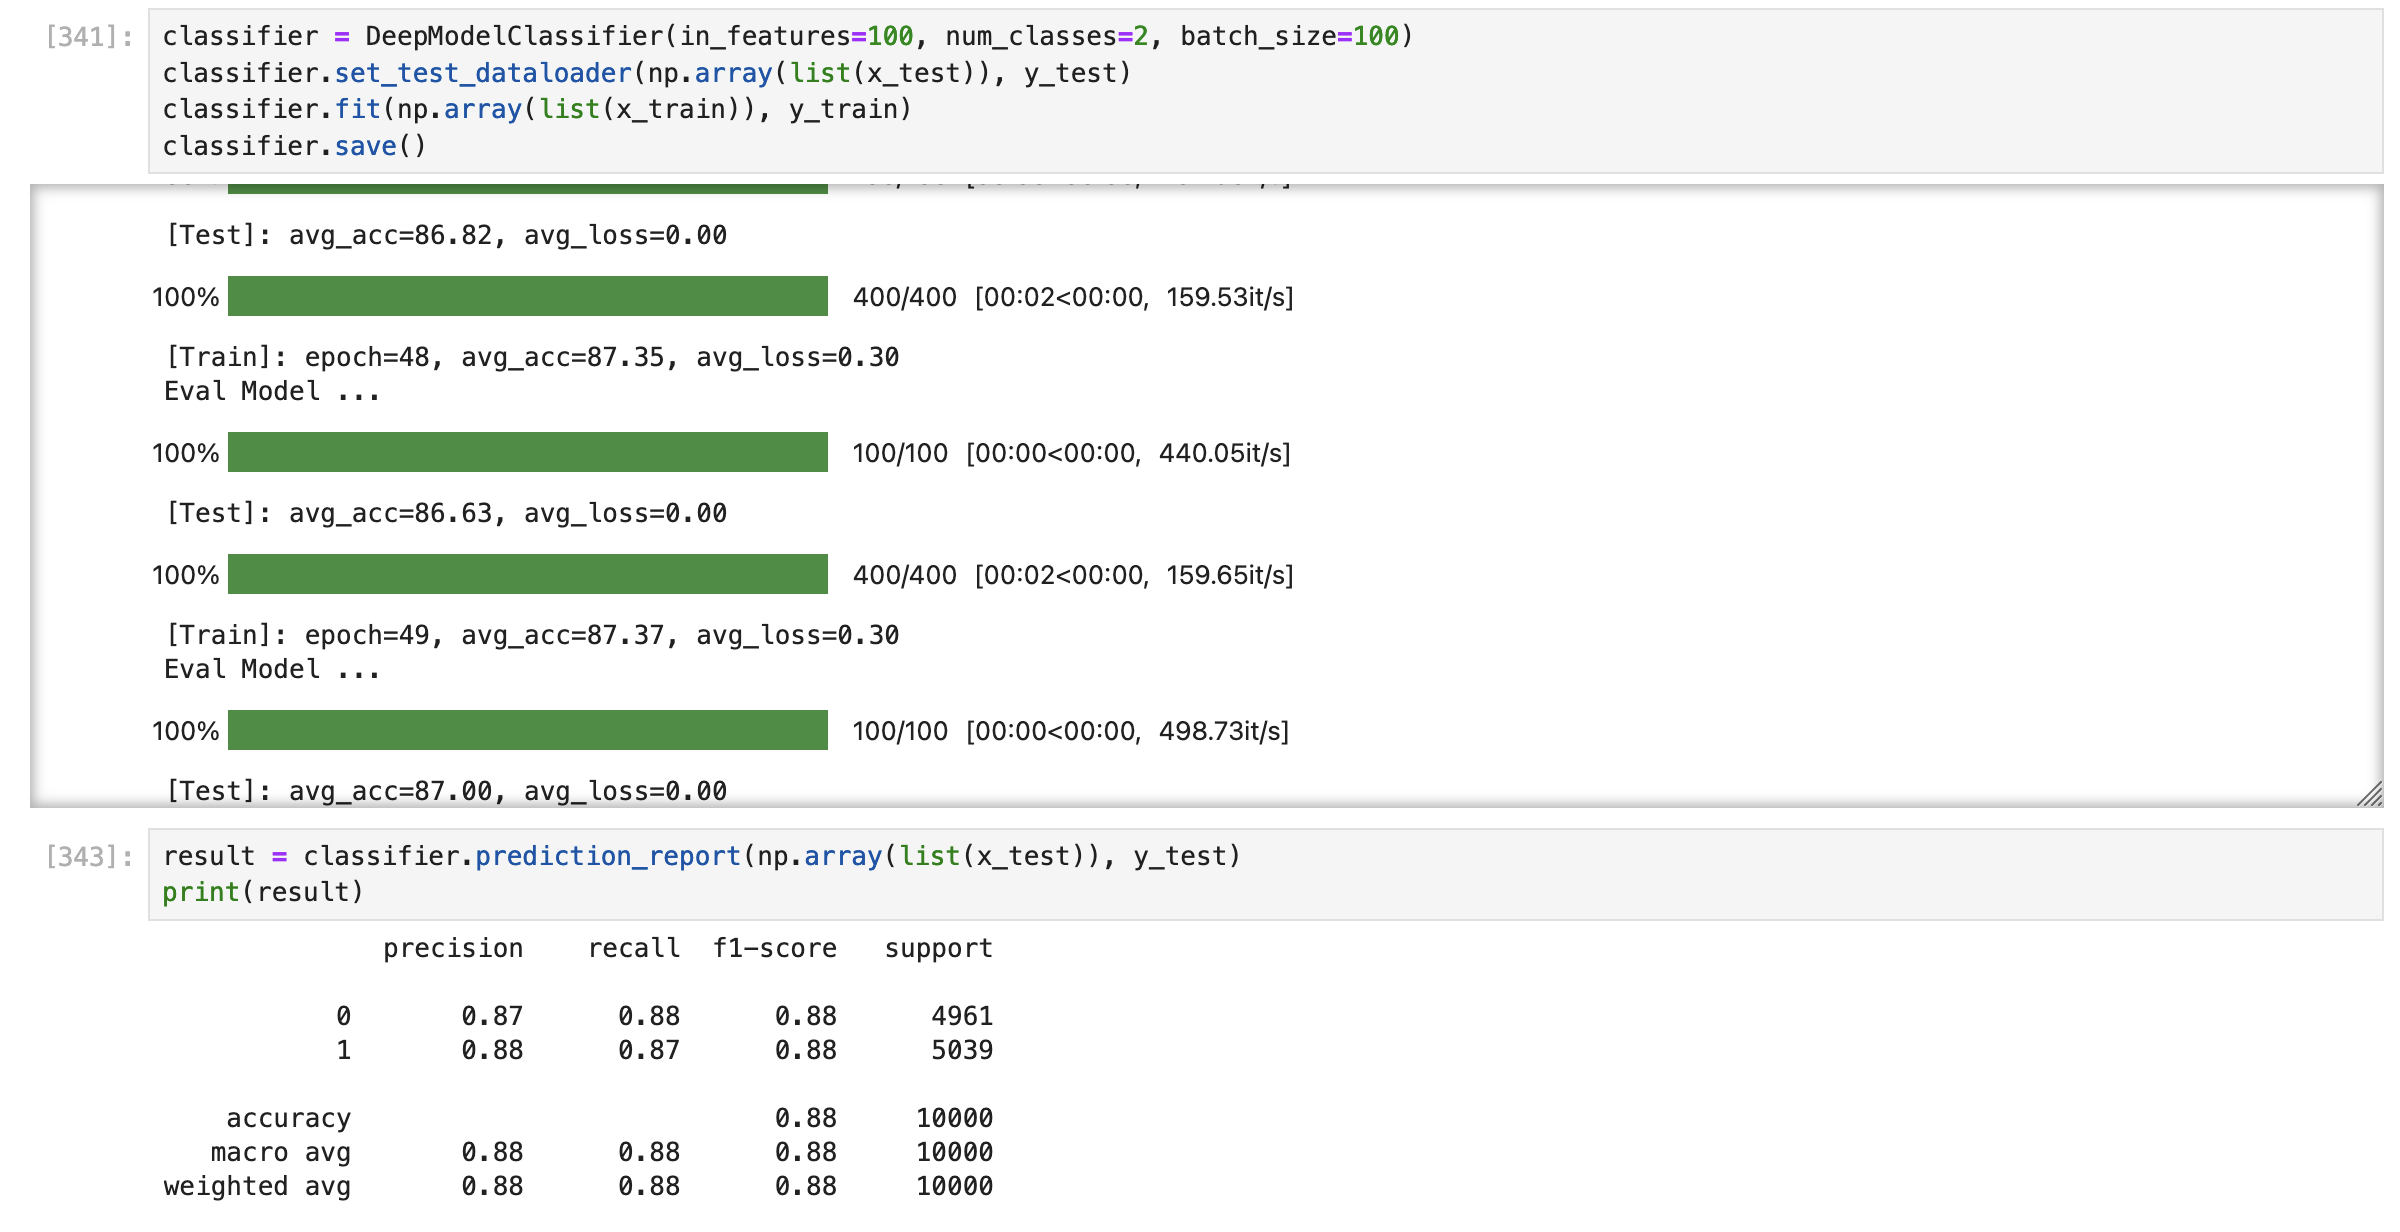 [341]: classifier = DeepModelClassifier(in_features=100, num_classes=2, batch_size=100)
classifier.set_test_dataloader(np.array(list(x_test)), y_test)
classifier.fit(np.array(list(x_train)), y_train)
classifier.save()
[Test]: avg_acc=86.82, avg_loss=0.00
100% 400/400 [00:02<00:00, 159.53it/s]
[Train]: epoch=48, avg_acc=87.35, avg_loss=0.30
Eval Model ...
100% 100/100 [00:00<00:00, 440.05it/s]
[Test]: avg_acc=86.63, avg_loss=0.00
100% 400/400 [00:02<00:00, 159.65it/s]
[Train]: epoch=49, avg_acc=87.37, avg_loss=0.30
Eval Model ...
100% 100/100 [00:00<00:00, 498.73it/s]
[Test]: avg_acc=87.00, avg_loss=0.00
[343]: result = classifier.prediction_report(np.array(list(x_test)), y_test)
print(result)
precision recall f1-score support
0 0.87 0.88 0.88 4961
1 0.88 0.87 0.88 5039
accuracy 0.88 10000
macro avg 0.88 0.88 0.88 10000
weighted avg 0.88 0.88 0.88 10000